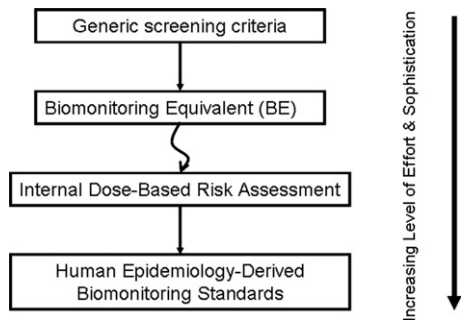 Generic screening criteria
Biomonitoring Equivalent (BE)
Internal Dose-Based Risk Assessment
Human Epidemiology-Derived
Biomonitoring Standards
Increasing Level of Effort & Sophistication